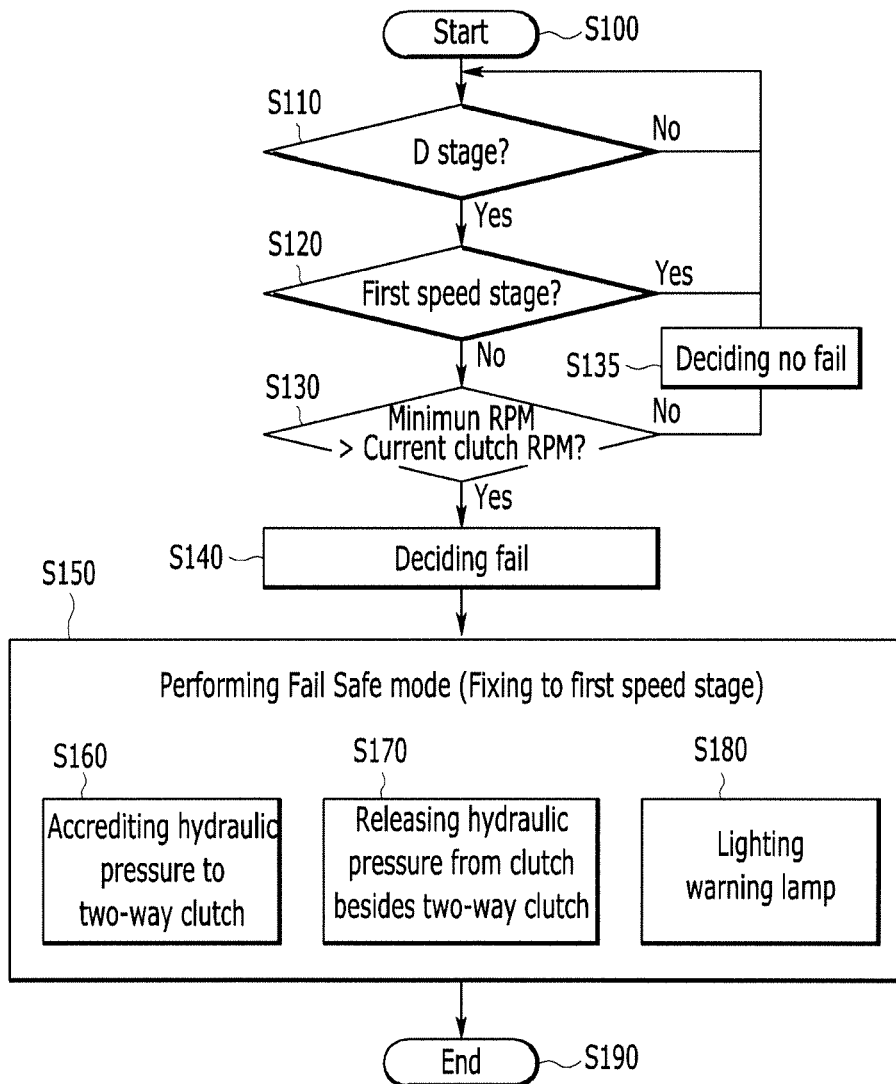 Start
S100
S110
D stage?
No
Yes
S120
First speed stage?
Yes
No
S135
Deciding no fail
S130
Minimun RPM
> Current clutch RPM?
No
Yes
S140
Deciding fail
S150
Performing Fail Safe mode (Fixing to first speed stage)
S160
Accrediting hydraulic
pressure to
two-way clutch
S170
Releasing hydraulic
pressure from clutch
besides two-way clutch
S180
Lighting
warning lamp
End
S190